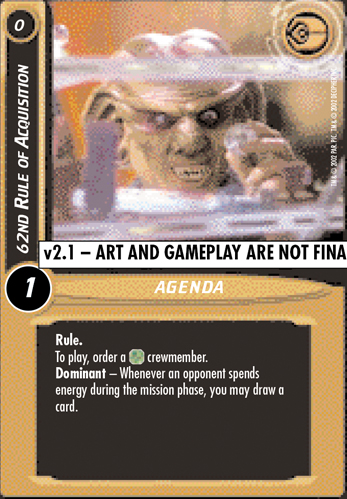 0
62ND RULE OF ACQUISITION
v2.1 – ART AND GAMEPLAY ARE NOT FINA
1
AGENDA
Rule.
To play, order a crewmember.
Dominant – Whenever an opponent spends
energy during the mission phase, you may draw a
card.